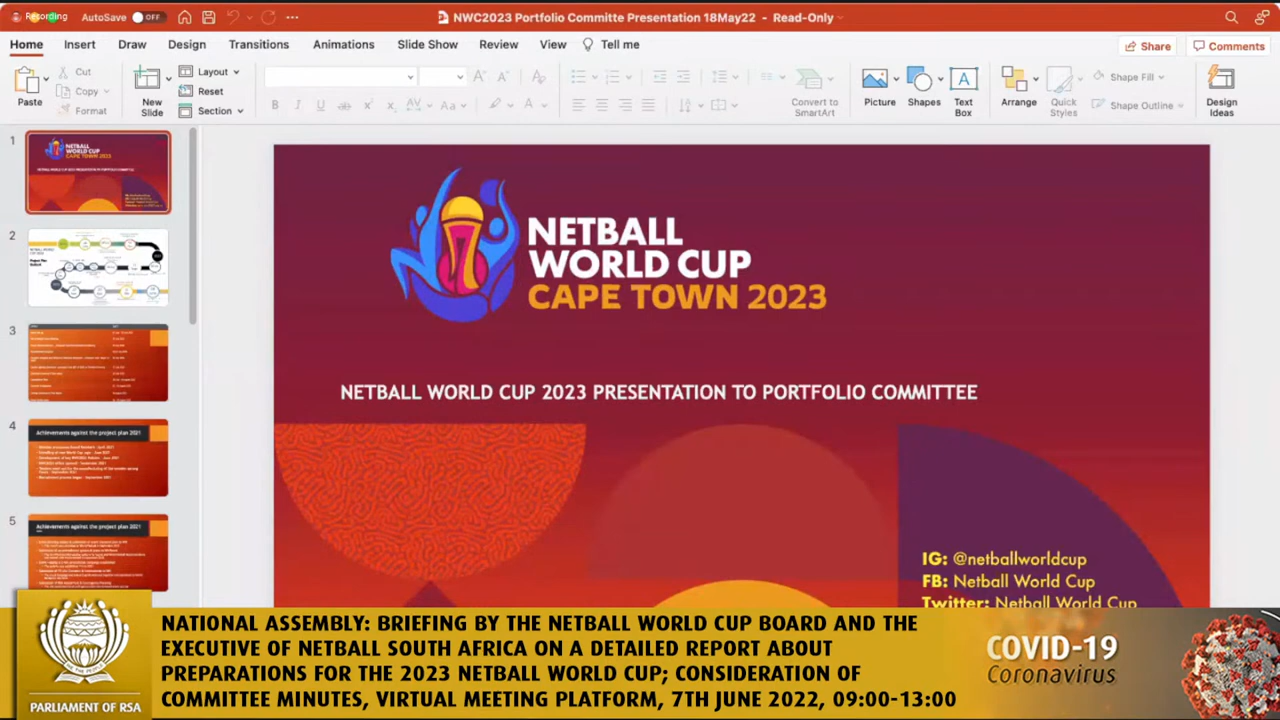 Recording
AutoSave OFF
NWC2023 Portfolio Committe Presentation 18May22 - Read-Only
Home Insert Draw Design Transitions Animations Slide Show Review View Tell me
Share Comments
Paste
Cut
Copy
Format
New
Slide
Layout
Reset
Section
Convert to
SmartArt
Picture
Shapes
Text
Box
Arrange
Quick
Styles
Shape Fill
Shape Outline
Design
Ideas
1
NETBALL
WORLD CUP
CAPE TOWN 2023
2
3
4
Achievements against the project plan 2021
5
Achievements against the project plan 2021
NETBALL
WORLD CUP
CAPE TOWN 2023
NETBALL WORLD CUP 2023 PRESENTATION TO PORTFOLIO COMMITTEE
IG: @netballworldcup
FB: Netball World Cup
Twitter: Netball World Cup
PARLIAMENT OF RSA
NATIONAL ASSEMBLY: BRIEFING BY THE NETBALL WORLD CUP BOARD AND THE
EXECUTIVE OF NETBALL SOUTH AFRICA ON A DETAILED REPORT ABOUT
PREPARATIONS FOR THE 2023 NETBALL WORLD CUP; CONSIDERATION OF
COMMITTEE MINUTES, VIRTUAL MEETING PLATFORM, 7TH JUNE 2022, 09:00-13:00
COVID-19
Coronavirus